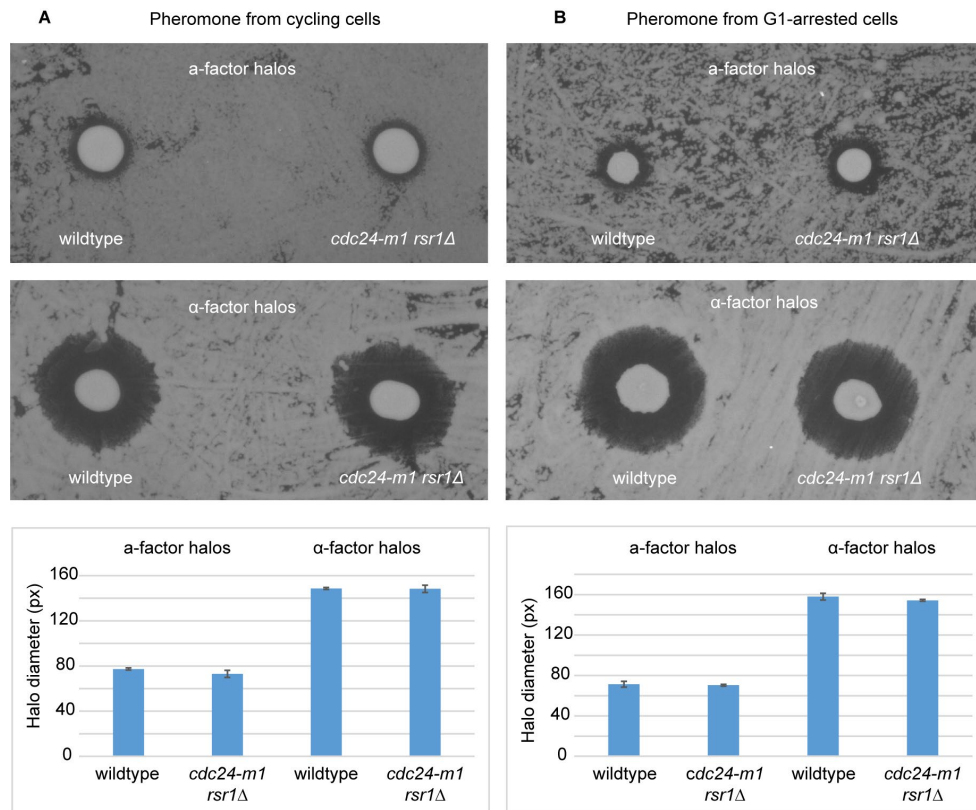 A Pheromone from cycling cells
a-factor halos
wildtype cdc24-m1 rsr1Δ
α-factor halos
wildtype cdc24-m1 rsr1Δ
a-factor halos α-factor halos
Halo diameter (px)
160
120
80
40
0
wildtype cdc24-m1 wildtype cdc24-m1
rsr1Δ rsr1Δ
B Pheromone from G1-arrested cells
a-factor halos
wildtype cdc24-m1 rsr1Δ
α-factor halos
wildtype cdc24-m1 rsr1Δ
a-factor halos α-factor halos
Halo diameter (px)
160
120
80
40
0
wildtype cdc24-m1 wildtype cdc24-m1
rsr1Δ rsr1Δ